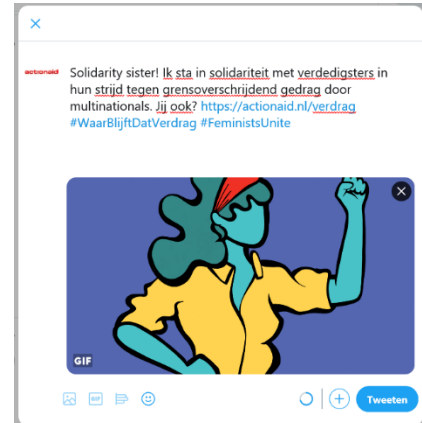 actionaid
Solidarity sister! Ik sta in solidariteit met verdedigsters in
hun strijd tegen grensoverschrijdend gedrag door
multinationals. Jij ook? https://actionaid.nl/verdrag
#WaarBlijftDatVerdrag #FeministsUnite
GIF
GIF
Tweeten